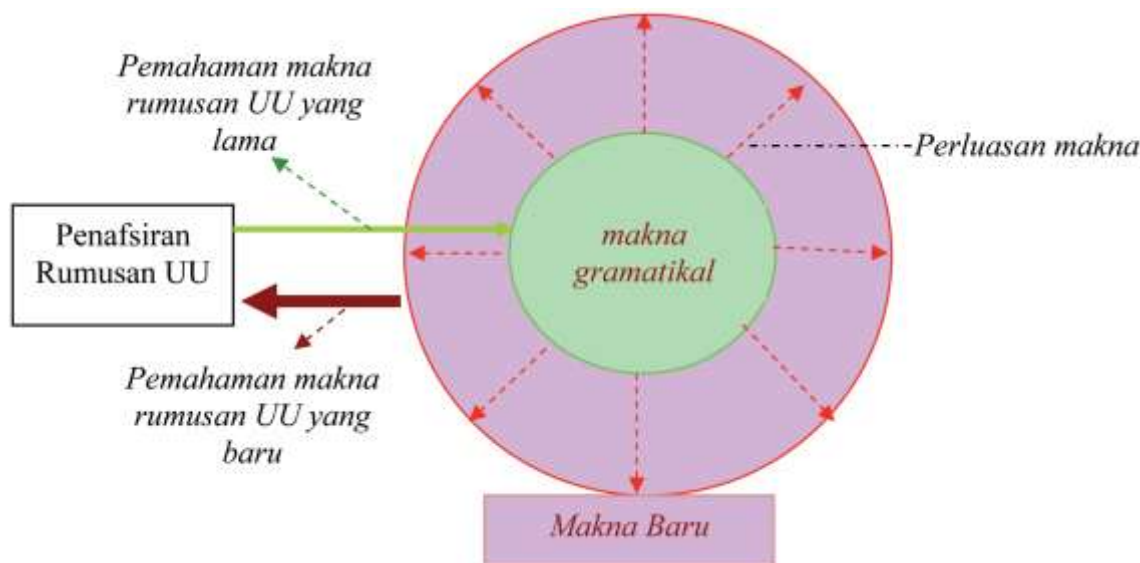 Pemahaman makna
rumusan UU yang
lama
Perluasan makna
Penafsiran
Rumusan UU
makna
gramatikal
Pemahaman makna
rumusan UU yang
baru
Makna Baru